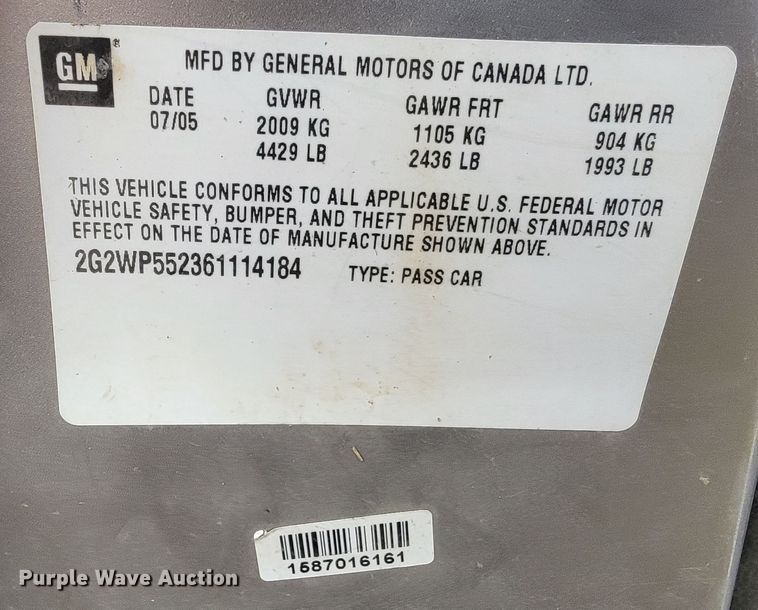 GM
MFD BY GENERAL MOTORS OF CANADA LTD.
DATE GVWR GAWR FRT GAWR RR
07/05 2009 KG 1105 KG 904 KG
4429 LB 2436 LB 1993 LB
THIS VEHICLE CONFORMS TO ALL APPLICABLE U.S. FEDERAL MOTOR
VEHICLE SAFETY, BUMPER, AND THEFT PREVENTION STANDARDS IN
EFFECT ON THE DATE OF MANUFACTURE SHOWN ABOVE.
2G2WP552361114184 TYPE: PASS CAR
1587016161
Purple Wave Auction